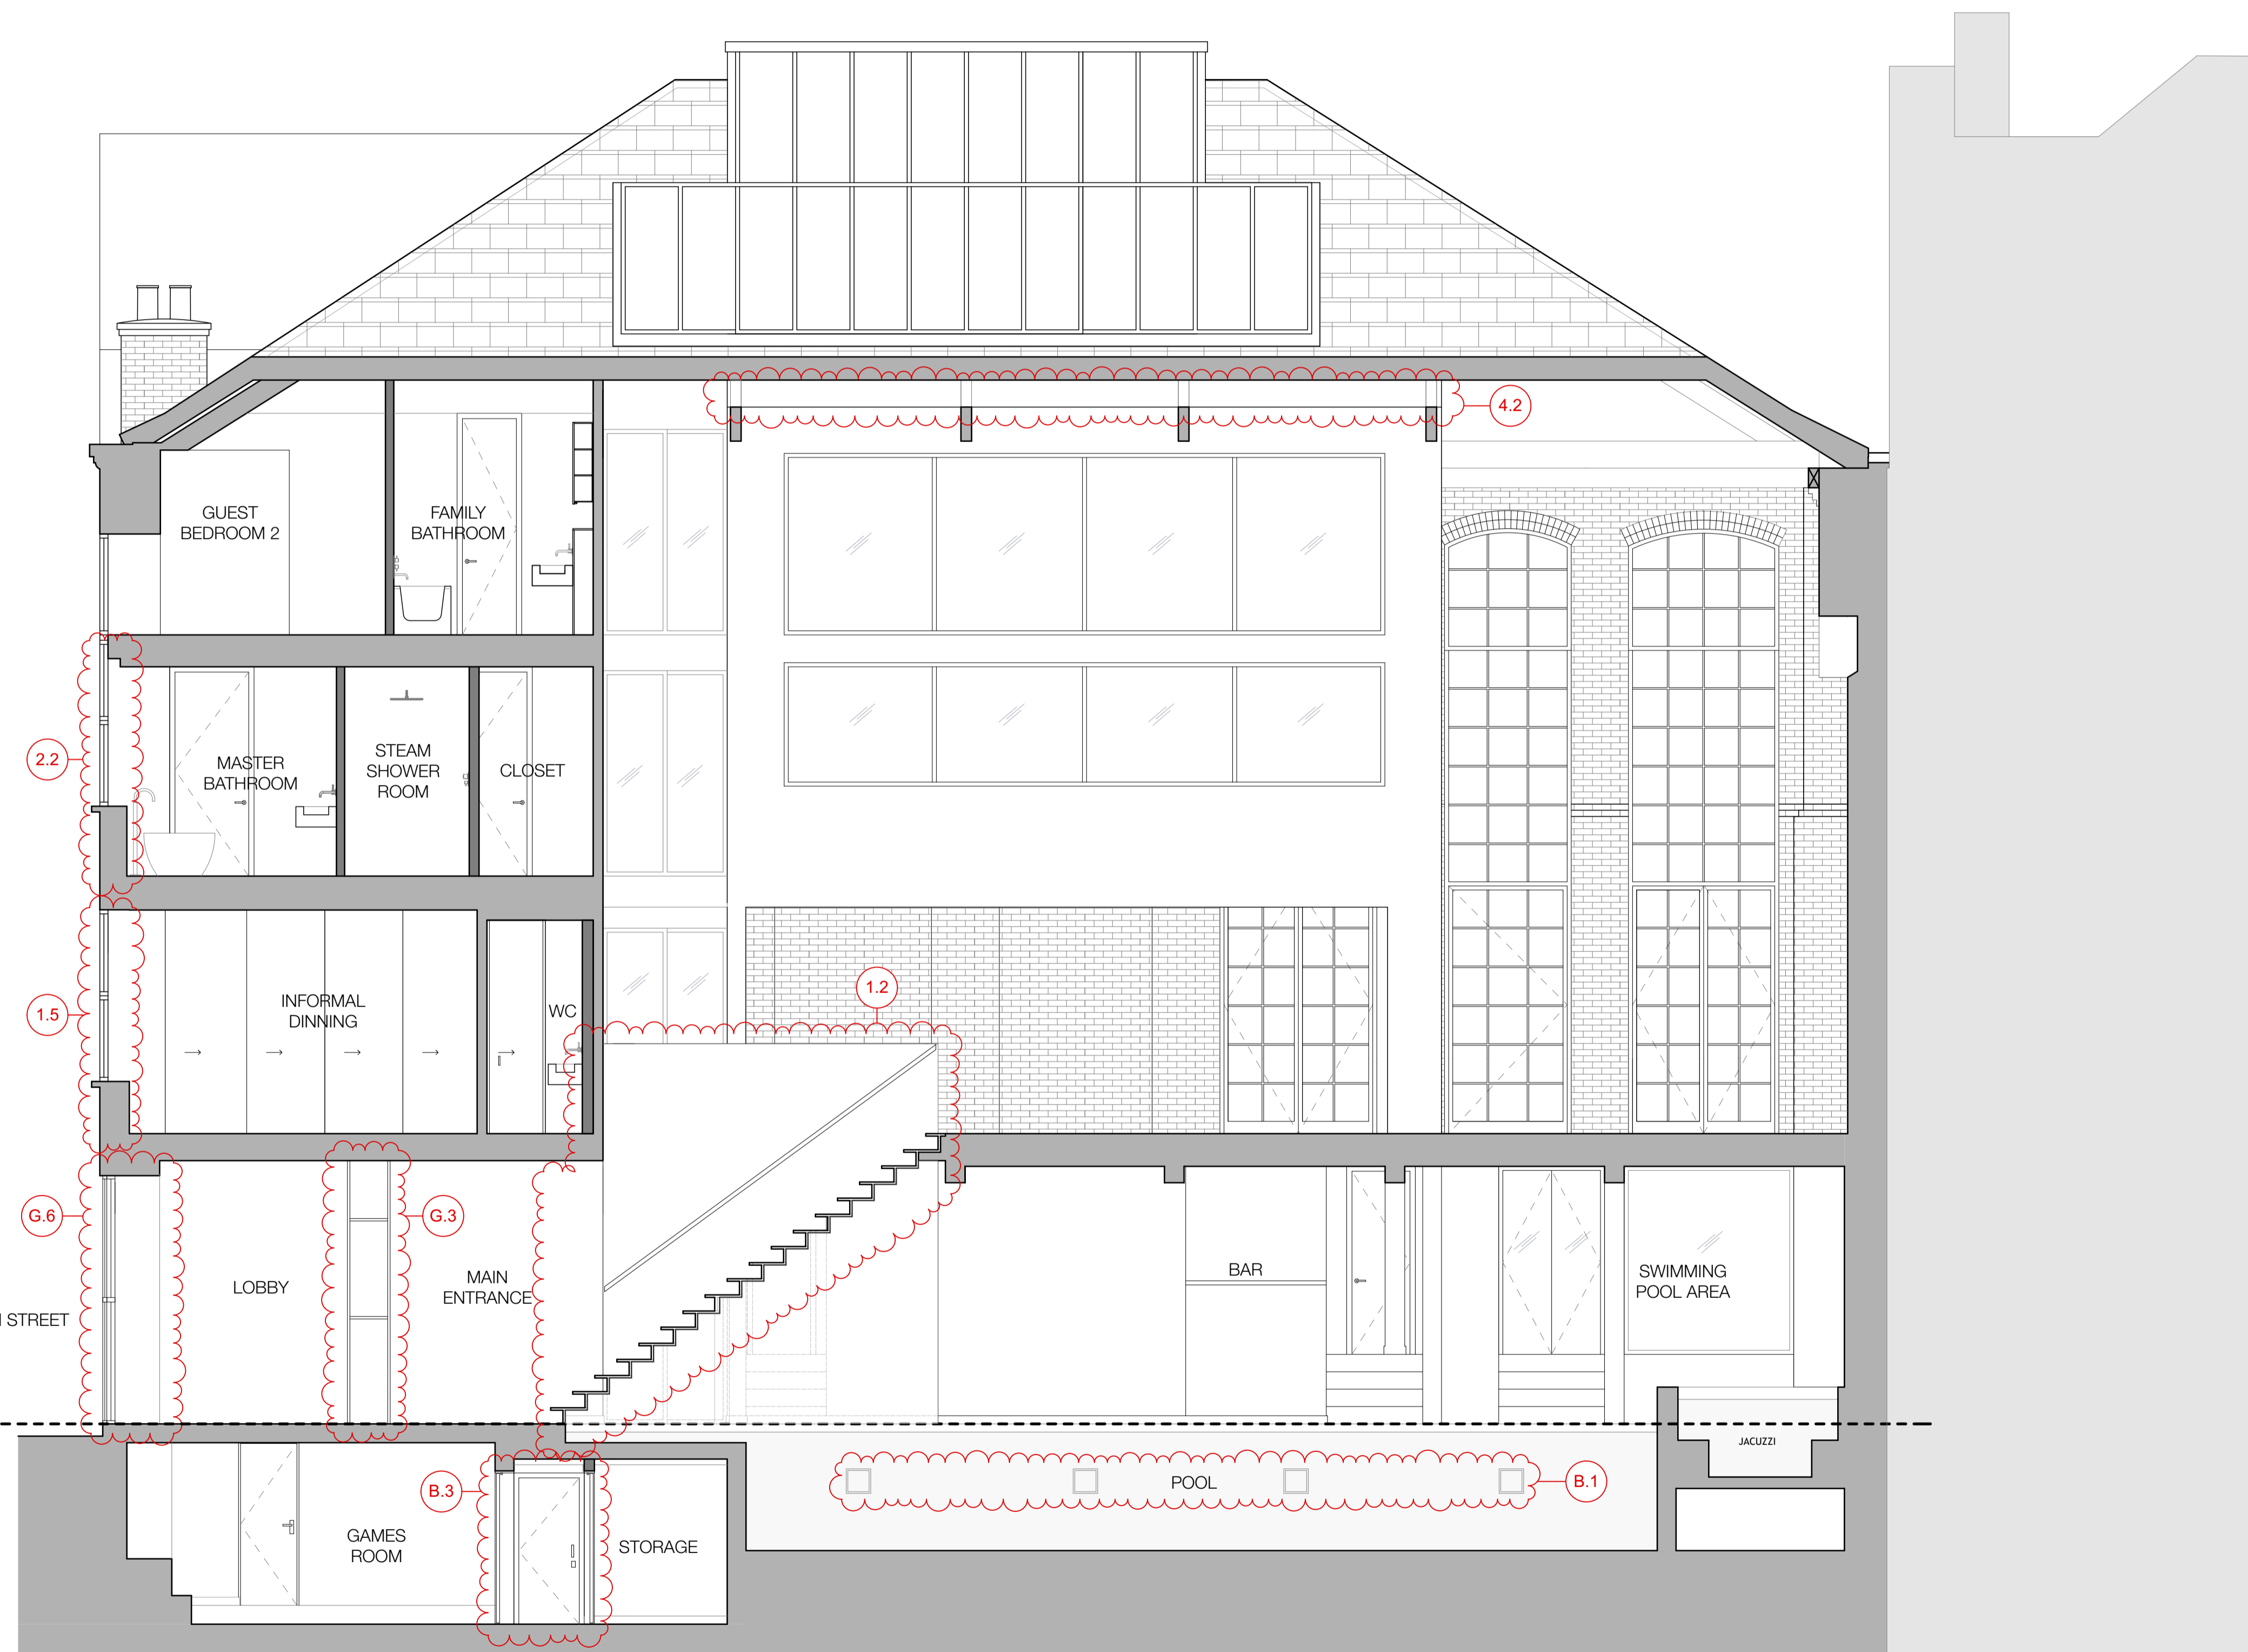 4.2
GUEST
BEDROOM 2
FAMILY
BATHROOM
2.2
MASTER
BATHROOM
STEAM
SHOWER
ROOM
CLOSET
1.5
INFORMAL
DINNING
WC
1.2
G.6
G.3
LOBBY
MAIN
ENTRANCE
BAR
SWIMMING
POOL AREA
STREET
JACUZZI
B.3
POOL
B.1
GAMES
ROOM
STORAGE